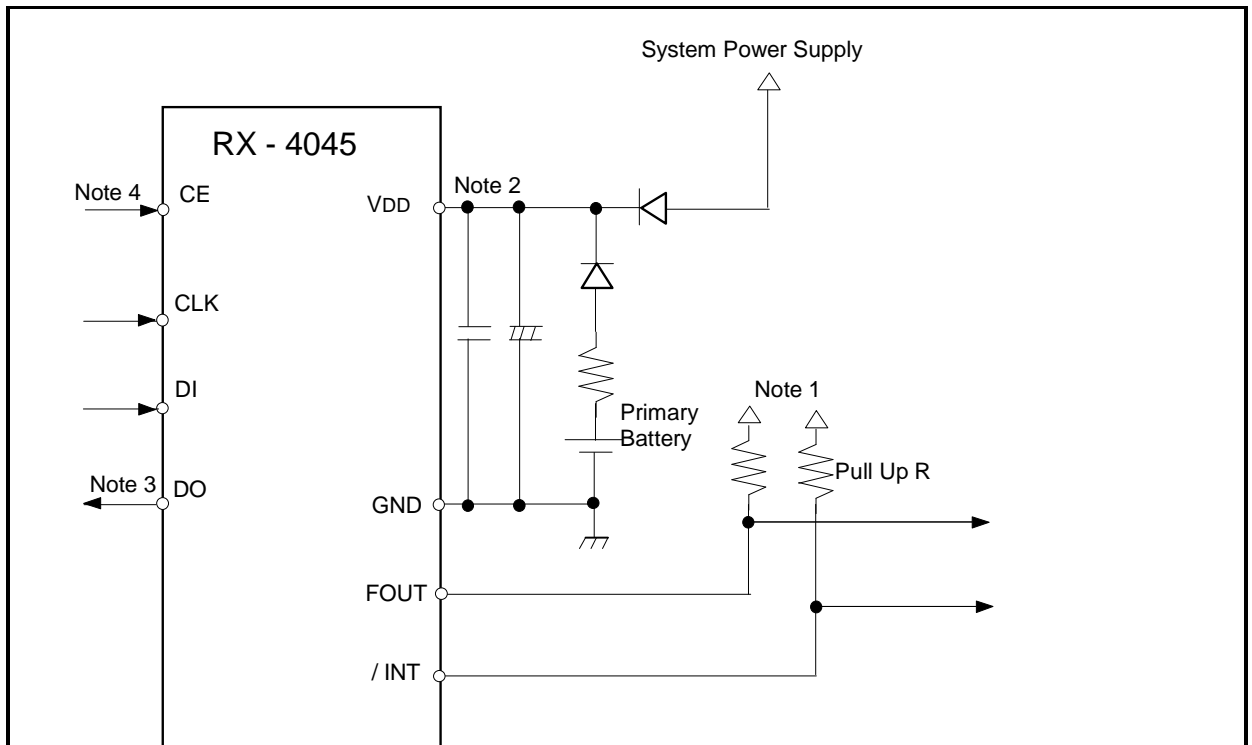 System Power Supply
RX - 4045
Note 4
CE
VDD
Note 2
CLK
DI
Note 3
DO
GND
FOUT
/ INT
Primary
Battery
Note 1
Pull Up R